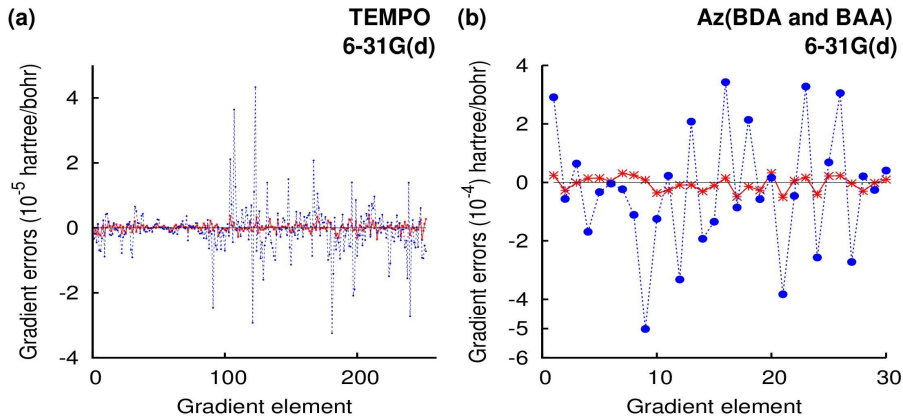 (a)
TEMPO
6-31G(d)
Gradient errors (10⁻⁵ hartree/bohr)
4
2
0
-2
-4
0 100 200
Gradient element
(b)
Az(BDA and BAA)
6-31G(d)
Gradient errors (10⁻⁴) hartree/bohr)
4
2
0
-2
-4
-5
-6
0 10 20 30
Gradient element